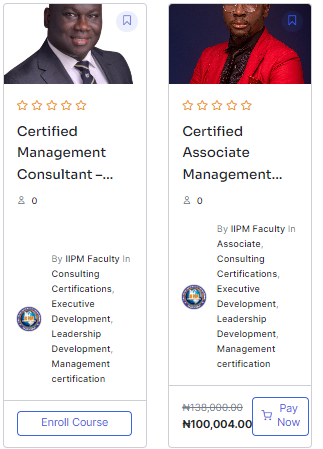 Certified
Management
Consultant –...
0
By IIPM Faculty In
Consulting
Certifications,
Executive
Development,
Leadership
Development,
Management
certification
Enroll Course
Certified
Associate
Management...
0
By IIPM Faculty In
Associate,
Consulting
Certifications,
Executive
Development,
Leadership
Development,
Management
certification
₦138,000.00
₦100,004.00
Pay
Now